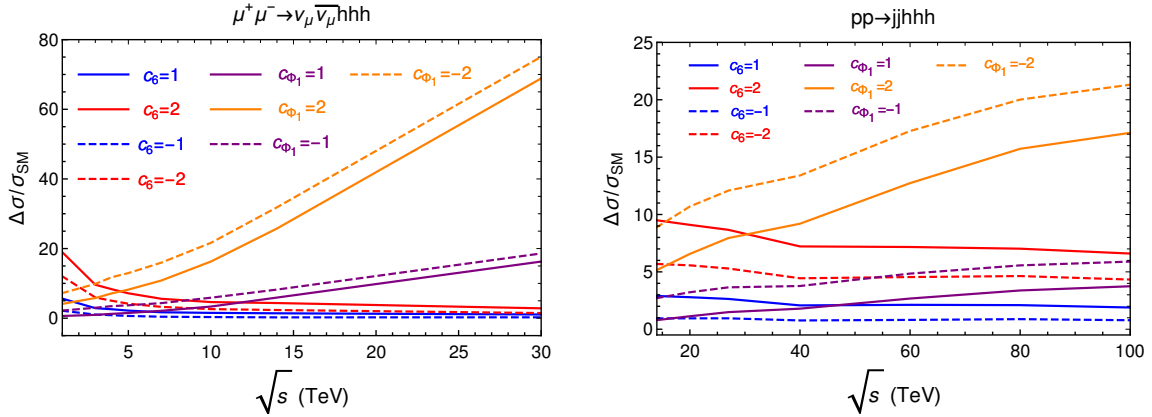 μ⁺μ⁻→ν_μ ν̅_μ hhh
80
60
40
20
0
Δσ/σ_SM
c₆=1
c₆=2
c₆=−1
c₆=−2
c_Φ₁=1
c_Φ₁=2
c_Φ₁=−1
c_Φ₁=−2
5 10 15 20 25 30
√s (TeV)
pp→jjhhh
25
20
15
10
5
0
Δσ/σ_SM
c₆=1
c₆=2
c₆=−1
c₆=−2
c_Φ₁=1
c_Φ₁=2
c_Φ₁=−1
c_Φ₁=−2
20 40 60 80 100
√s (TeV)